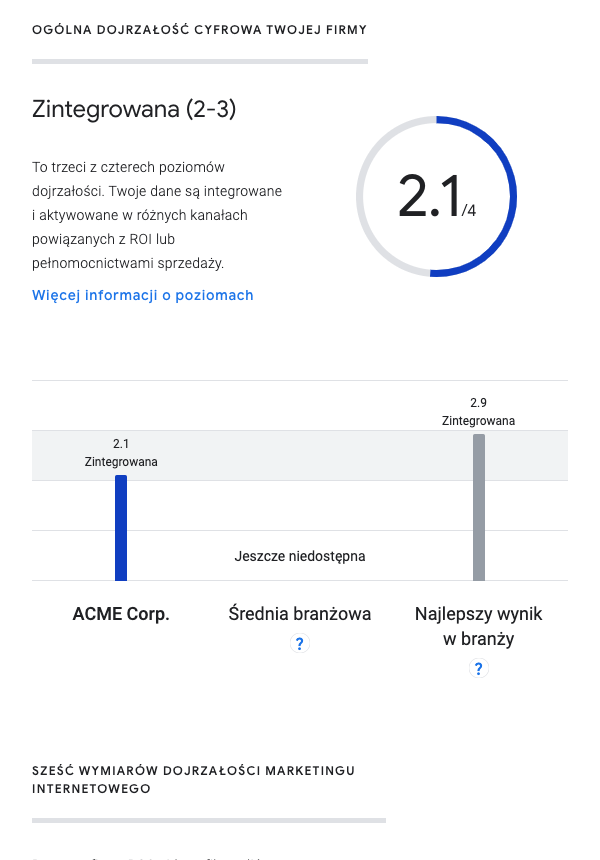 OGÓLNA DOJRZAŁOŚĆ CYFROWA TWOJEJ FIRMY
Zintegrowana (2-3)
To trzeci z czterech poziomów
dojrzałości. Twoje dane są integrowane
i aktywowane w różnych kanałach
powiązanych z ROI lub
pełnomocnictwami sprzedaży.
Więcej informacji o poziomach
2.1/4
2.9
Zintegrowana
2.1
Zintegrowana
Jeszcze niedostępna
ACME Corp.
Średnia branżowa
?
Najlepszy wynik
w branży
?
SZEŚĆ WYMIARÓW DOJRZAŁOŚCI MARKETINGU
INTERNETOWEGO